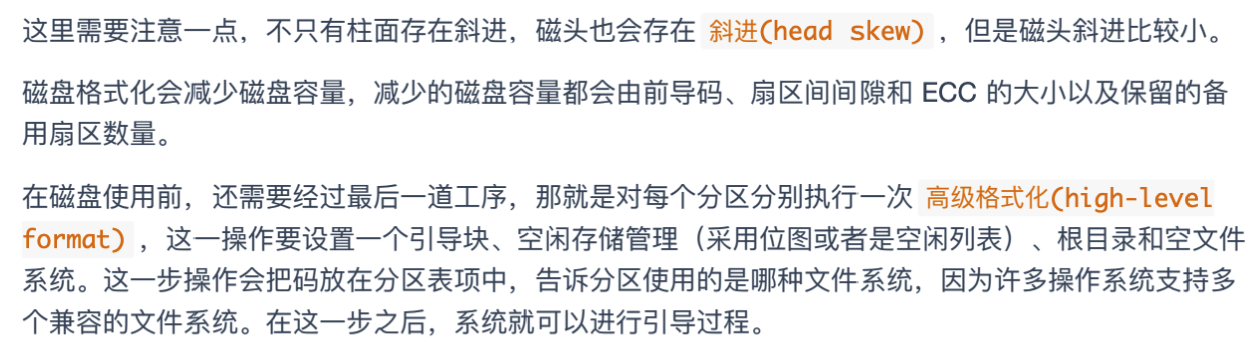 这里需要注意一点，不只有柱面存在斜进，磁头也会存在 斜进(head skew) ，但是磁头斜进比较小。
磁盘格式化会减少磁盘容量，减少的磁盘容量都会由前导码、扇区间间隙和 ECC 的大小以及保留的备
用扇区数量。
在磁盘使用前，还需要经过最后一道工序，那就是对每个分区分别执行一次 高级格式化(high-level
format) ，这一操作要设置一个引导块、空闲存储管理（采用位图或者是空闲列表）、根目录和空文件
系统。这一步操作会把码放在分区表项中，告诉分区使用的是哪种文件系统，因为许多操作系统支持多
个兼容的文件系统。在这一步之后，系统就可以进行引导过程。